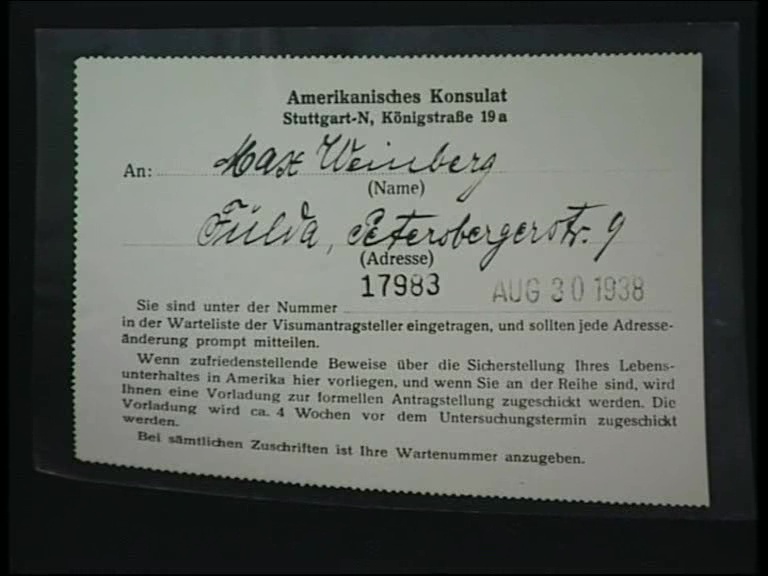 Amerikanisches Konsulat
Stuttgart-N, Königstraße 19a
An: Max Weinberg
(Name)
Fulda, Petersbergerstr. 9
(Adresse)
17983 AUG 30 1938
Sie sind unter der Nummer
in der Warteliste der Visumantragsteller eingetragen, und sollten jede Adresse-
änderung prompt mitteilen.
Wenn zufriedenstellende Beweise über die Sicherstellung Ihres Lebens-
unterhaltes in Amerika hier vorliegen, und wenn Sie an der Reihe sind, wird
Ihnen eine Vorladung zur formellen Antragstellung zugeschickt werden. Die
Vorladung wird ca. 4 Wochen vor dem Untersuchungstermin zugeschickt
werden.
Bei sämtlichen Zuschriften ist Ihre Wartenummer anzugeben.